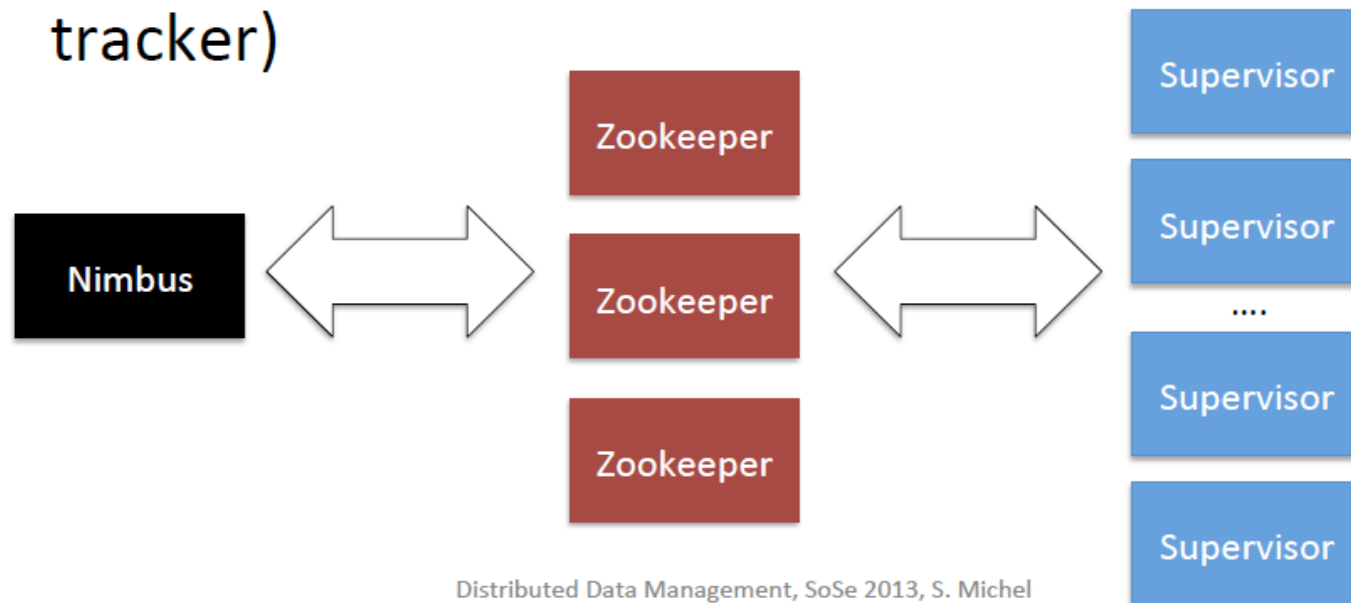 tracker)
Nimbus
Zookeeper
Zookeeper
Zookeeper
Supervisor
Supervisor
....
Supervisor
Supervisor
Distributed Data Management, SoSe 2013, S. Michel